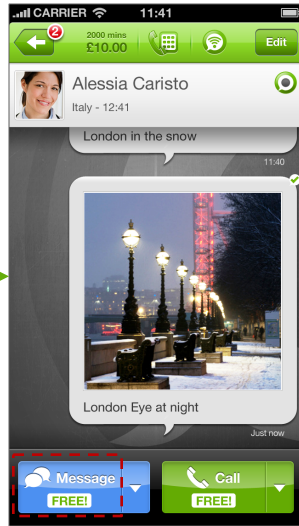 CARRIER 11:41
2
2000 mins
£10.00
Edit
Alessia Caristo
Italy - 12:41
London in the snow
11:40
London Eye at night
Just now
Message Call
FREE! FREE!